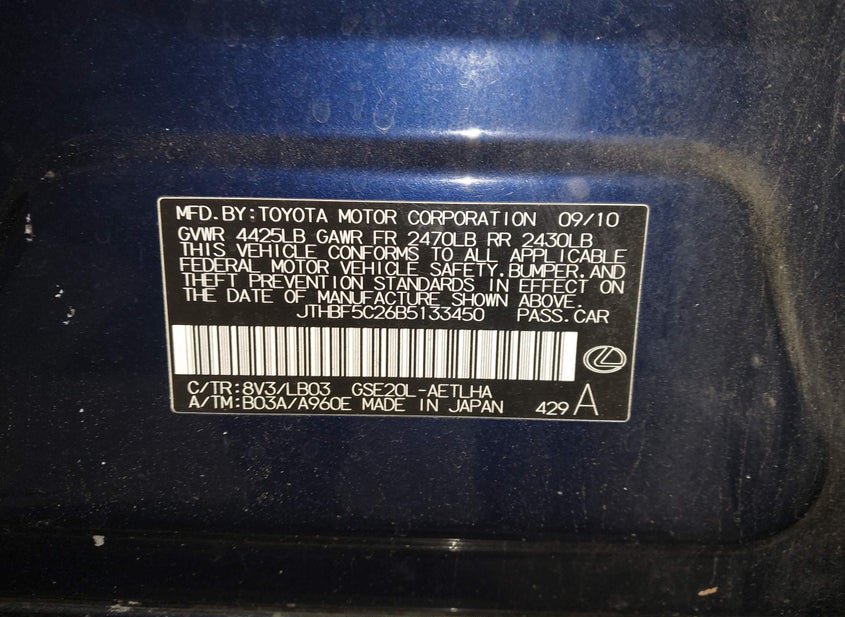 MFD.BY:TOYOTA MOTOR CORPORATION 09/10
GVWR 4425LB GAWR FR 2470LB RR 2430LB
THIS VEHICLE CONFORMS TO ALL APPLICABLE
FEDERAL MOTOR VEHICLE SAFETY.BUMPER.AND
THEFT PREVENTION STANDARDS IN EFFECT ON
THE DATE OF MANUFACTURE SHOWN ABOVE.
JTHBF5C26B5133450 PASS.CAR
C/TR:8V3/LB03 GSE20L-AETLHA
A/TM:B03A/A960E MADE IN JAPAN 429 A